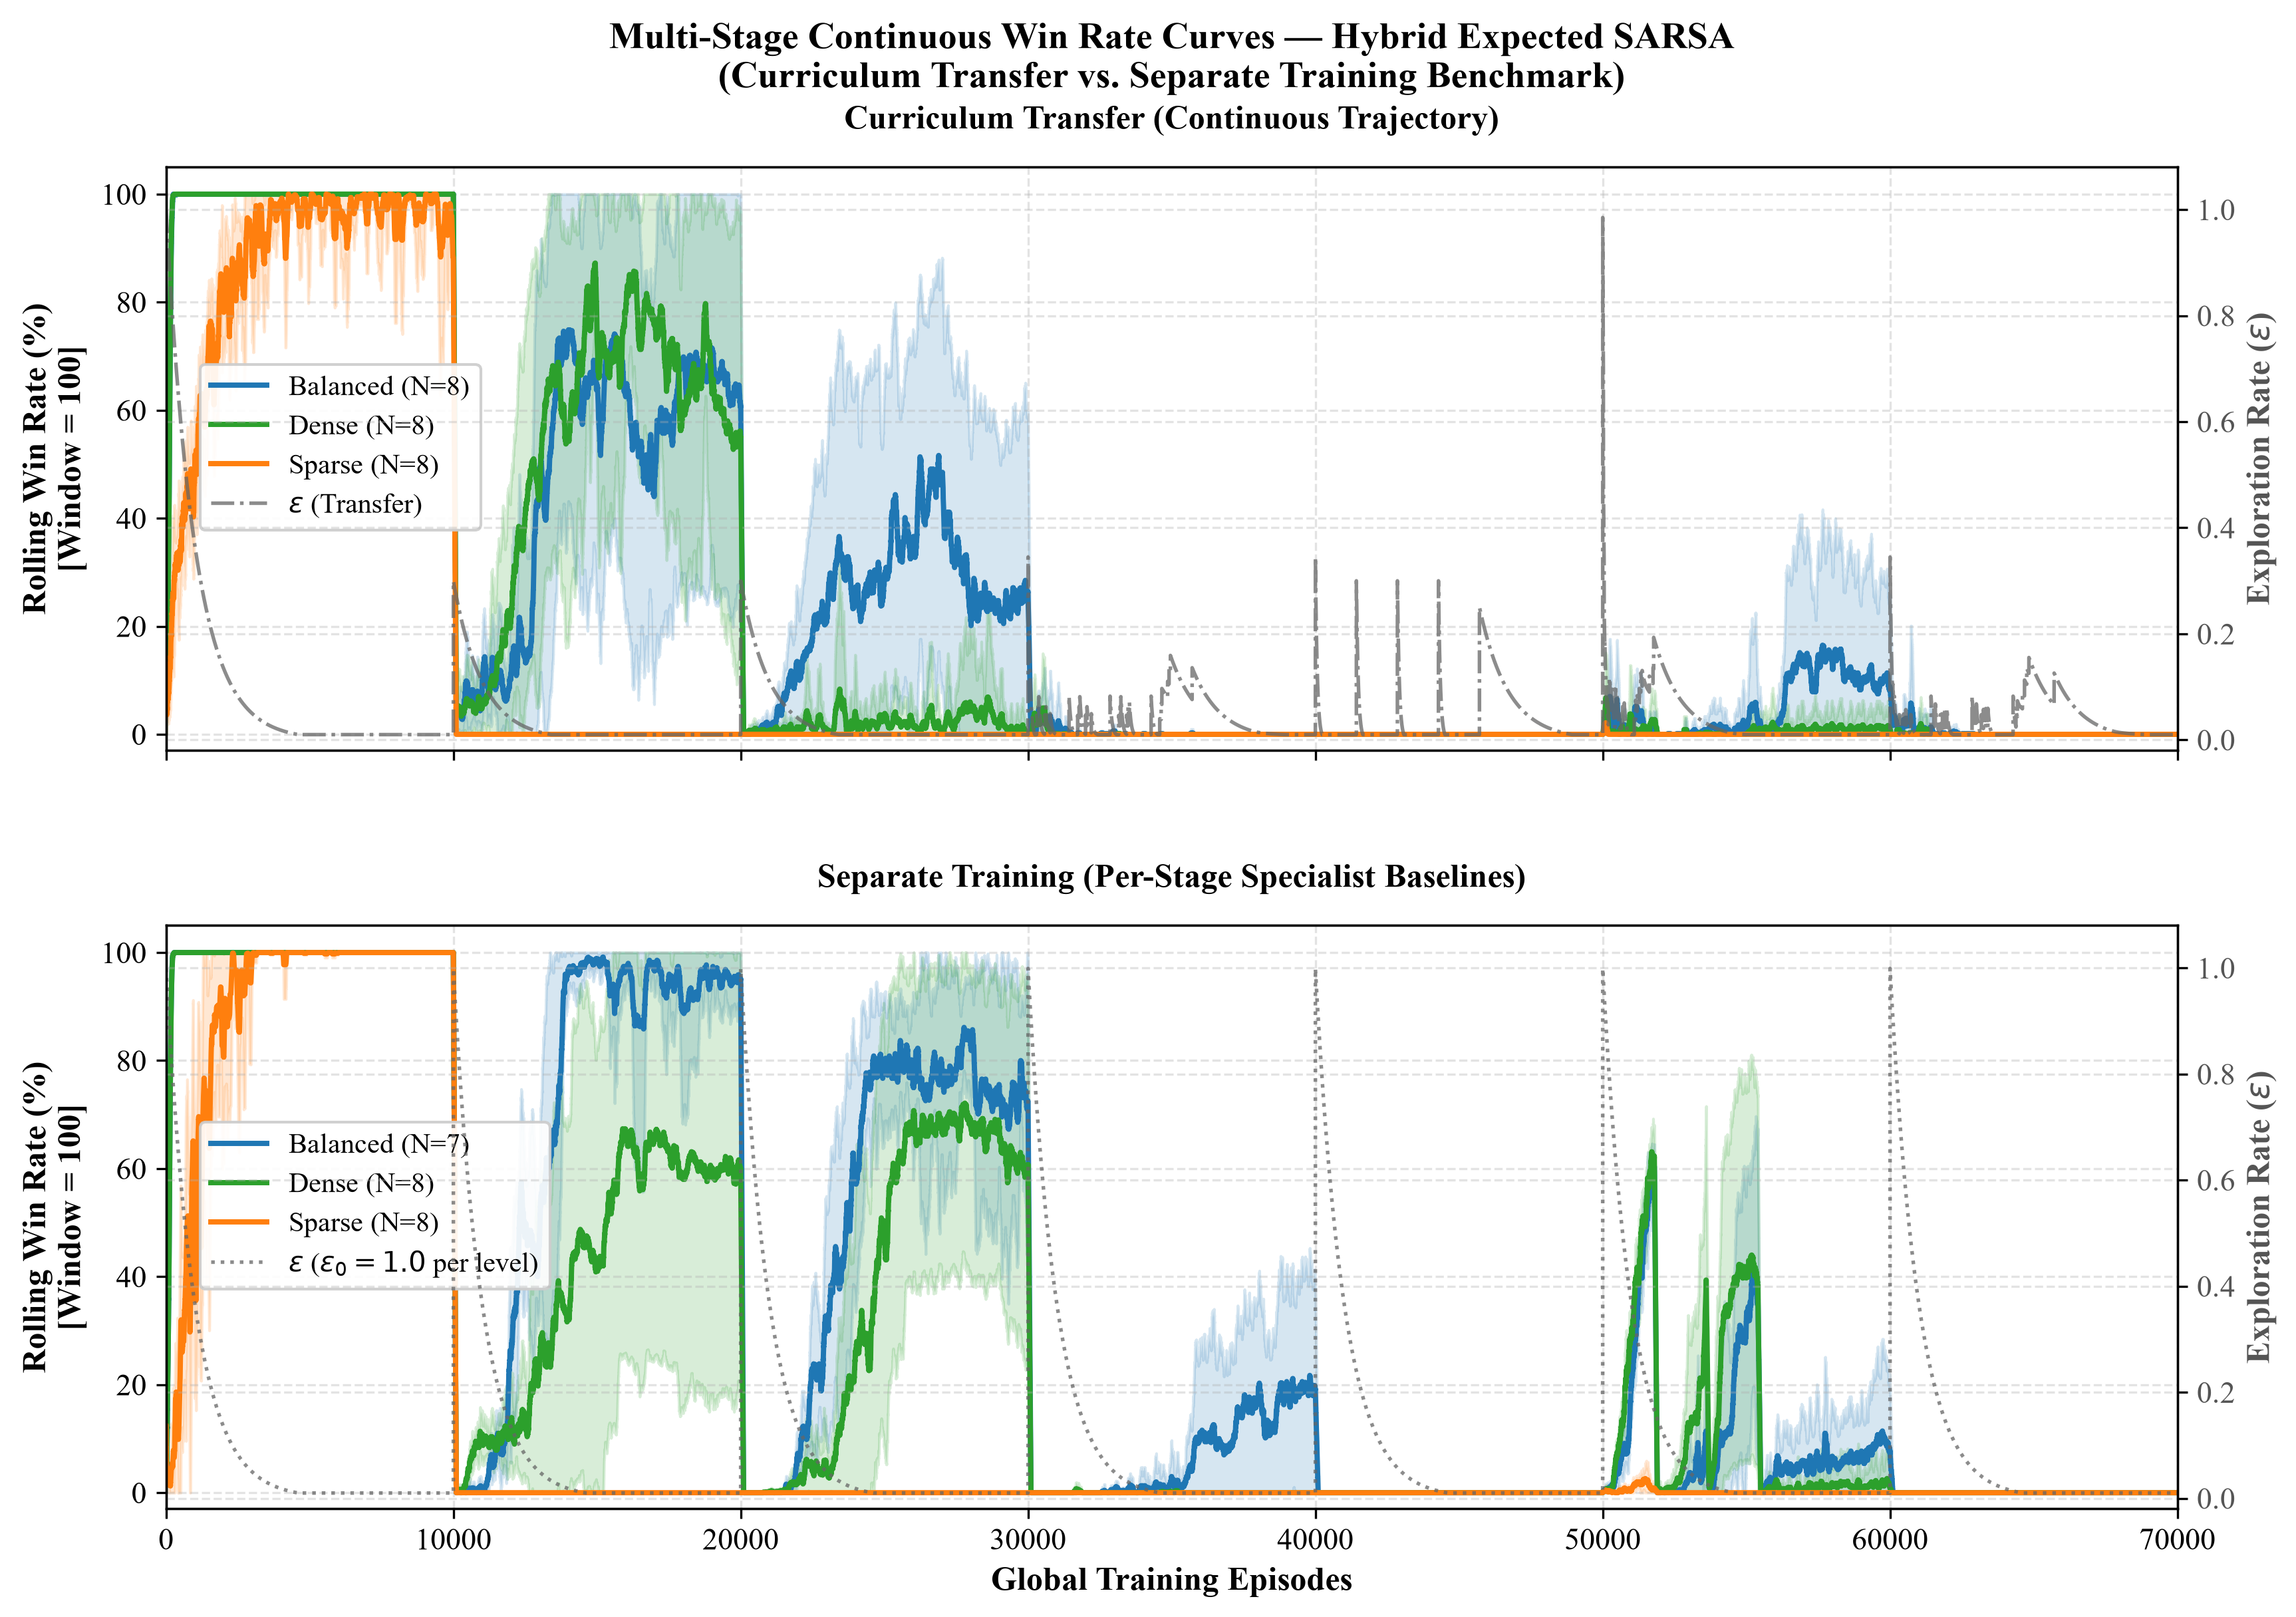 Multi-Stage Continuous Win Rate Curves — Hybrid Expected SARSA
(Curriculum Transfer vs. Separate Training Benchmark)
Curriculum Transfer (Continuous Trajectory)
Rolling Win Rate (%)
[Window = 100]
100
80
60
40
20
0
Balanced (N=8)
Dense (N=8)
Sparse (N=8)
ε (Transfer)
1.0
0.8
0.6
0.4
0.2
0.0
Exploration Rate (ε)
Separate Training (Per-Stage Specialist Baselines)
Rolling Win Rate (%)
[Window = 100]
100
80
60
40
20
0
Balanced (N=7)
Dense (N=8)
Sparse (N=8)
ε (ε₀ = 1.0 per level)
1.0
0.8
0.6
0.4
0.2
0.0
Exploration Rate (ε)
0 10000 20000 30000 40000 50000 60000 70000
Global Training Episodes